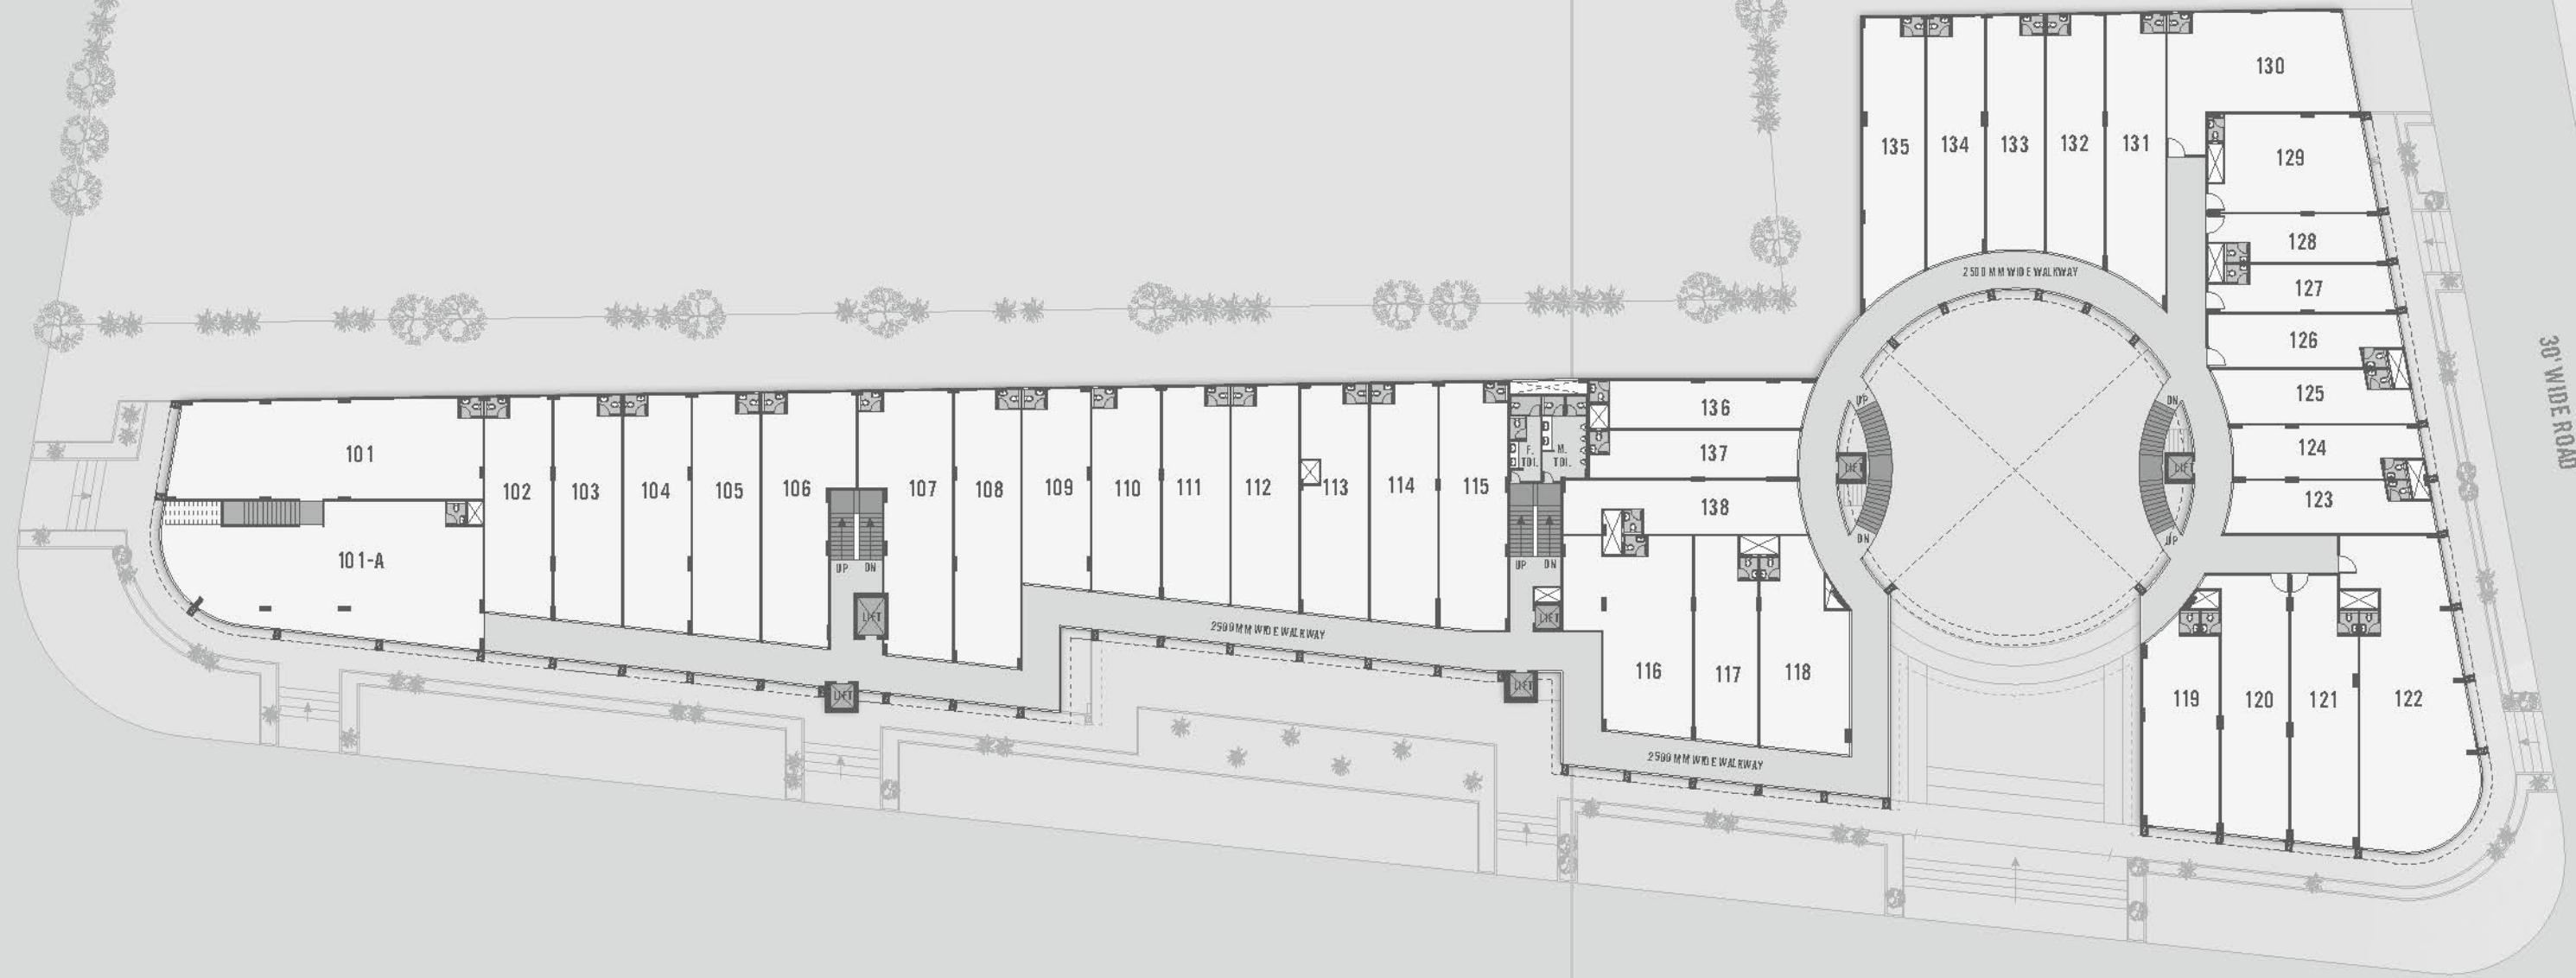 130
135
134
133
132
131
129
128
2500 MM WIDE WALKWAY
127
126
30' WIDE ROAD
125
UP
DN
136
124
101
137
F. TOI.
M. TOI.
LIFT
LIFT
102
103
104
105
106
107
108
109
110
111
112
113
114
115
138
123
DN
UP
101-A
UP
DN
UP
DN
LIFT
LIFT
2500 MM WIDE WALKWAY
116
117
118
LIFT
LIFT
119
120
121
122
2500 MM WIDE WALKWAY